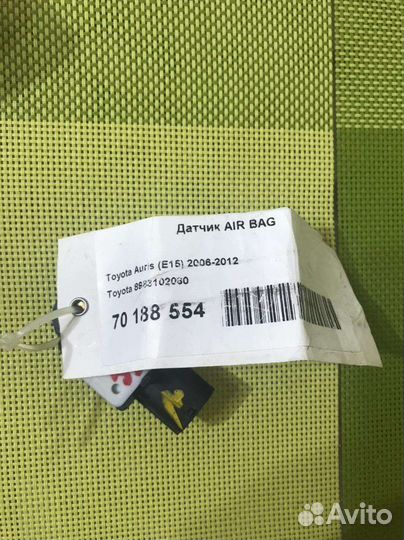 Датчик AIR BAG
Toyota Auris (E15) 2006-2012
Toyota 8983102060
70 188 554
Avito